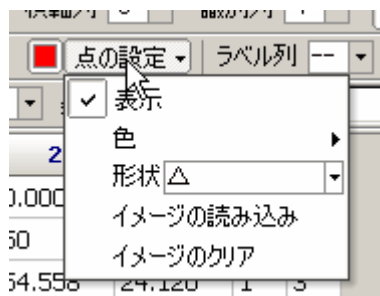 点の設定 ラベル列 --
表示
2
色
形状 △
0.000
イメージの読み込み
50
イメージのクリア
54.558 24.120 1 3